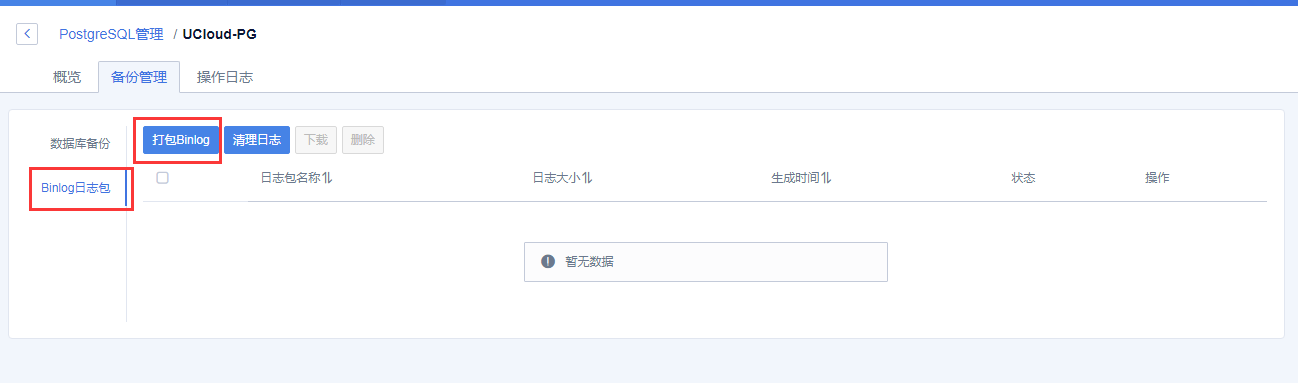 PostgreSQL管理 / UCloud-PG
概览 备份管理 操作日志
数据库备份
Binlog日志包
打包Binlog 清理日志 下载 删除
日志包名称 日志大小 生成时间 状态 操作
暂无数据